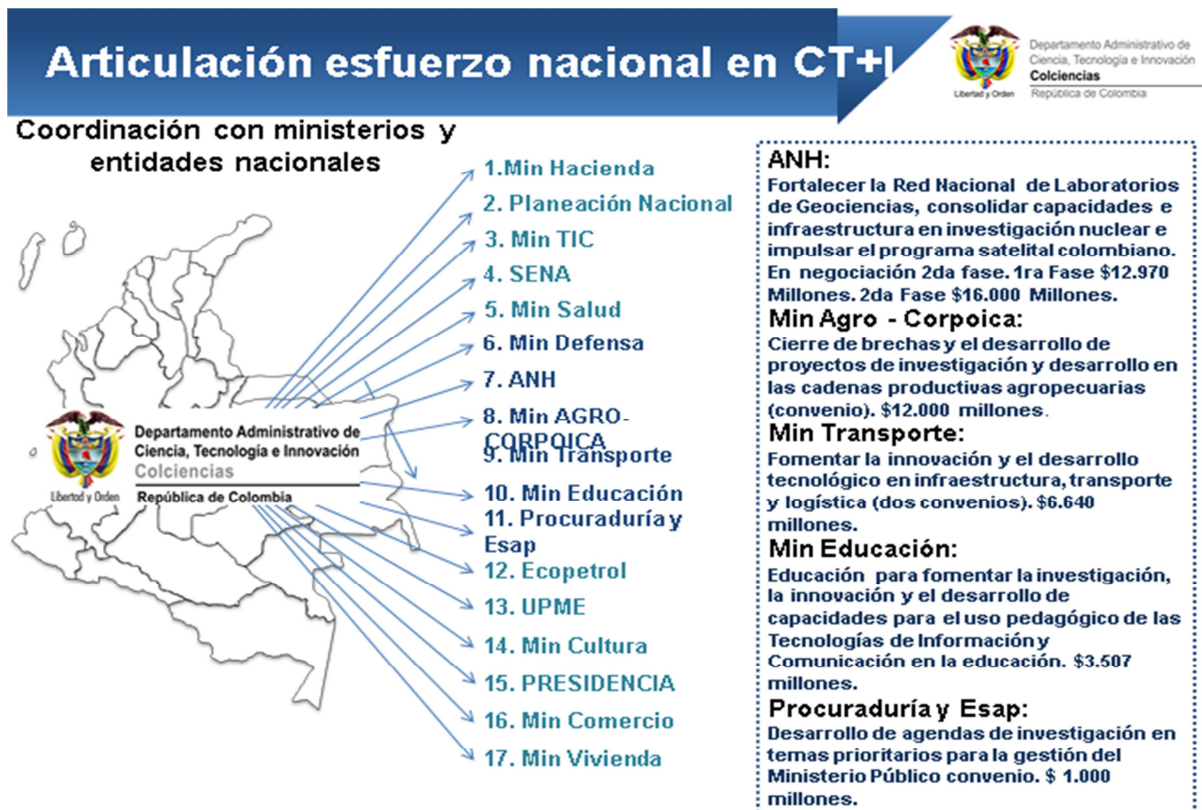 Articulación esfuerzo nacional en CT+I
Libertad y Orden
Departamento Administrativo de
Ciencia, Tecnología e Innovación
Colciencias
República de Colombia
Coordinación con ministerios y
entidades nacionales
1.Min Hacienda
2. Planeación Nacional
3. Min TIC
4. SENA
5. Min Salud
6. Min Defensa
7. ANH
8. Min AGRO-
CORPOICA
9. Min Transporte
10. Min Educación
11. Procuraduría y
Esap
12. Ecopetrol
13. UPME
14. Min Cultura
15. PRESIDENCIA
16. Min Comercio
17. Min Vivienda
Libertad y Orden
Departamento Administrativo de
Ciencia, Tecnología e Innovación
Colciencias
República de Colombia
ANH:
Fortalecer la Red Nacional de Laboratorios
de Geociencias, consolidar capacidades e
infraestructura en investigación nuclear e
impulsar el programa satelital colombiano.
En negociación 2da fase. 1ra Fase $12.970
Millones. 2da Fase $16.000 Millones.
Min Agro - Corpoica:
Cierre de brechas y el desarrollo de
proyectos de investigación y desarrollo en
las cadenas productivas agropecuarias
(convenio). $12.000 millones.
Min Transporte:
Fomentar la innovación y el desarrollo
tecnológico en infraestructura, transporte
y logística (dos convenios). $6.640
millones.
Min Educación:
Educación para fomentar la investigación,
la innovación y el desarrollo de
capacidades para el uso pedagógico de las
Tecnologías de Información y
Comunicación en la educación. $3.507
millones.
Procuraduría y Esap:
Desarrollo de agendas de investigación en
temas prioritarios para la gestión del
Ministerio Público convenio. $ 1.000
millones.